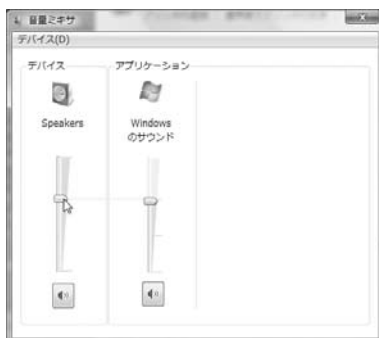 音量ミキサ
デバイス(D)
デバイス
アプリケーション
Speakers
Windows
のサウンド